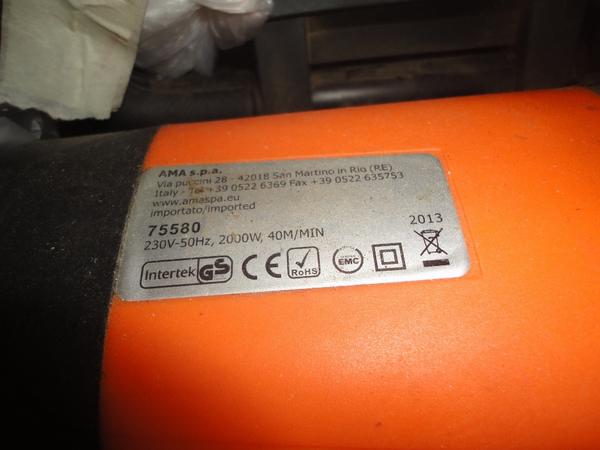 AMA s.p.a.
Via puccini 28 - 42018 San Martino in Rio (RE)
Italy - Tel +39 0522 6369 Fax +39 0522 635753
www.amaspa.eu
importato/imported
75580
230V-50Hz, 2000W, 40M/MIN
2013
Intertek GS CE RoHS EMC